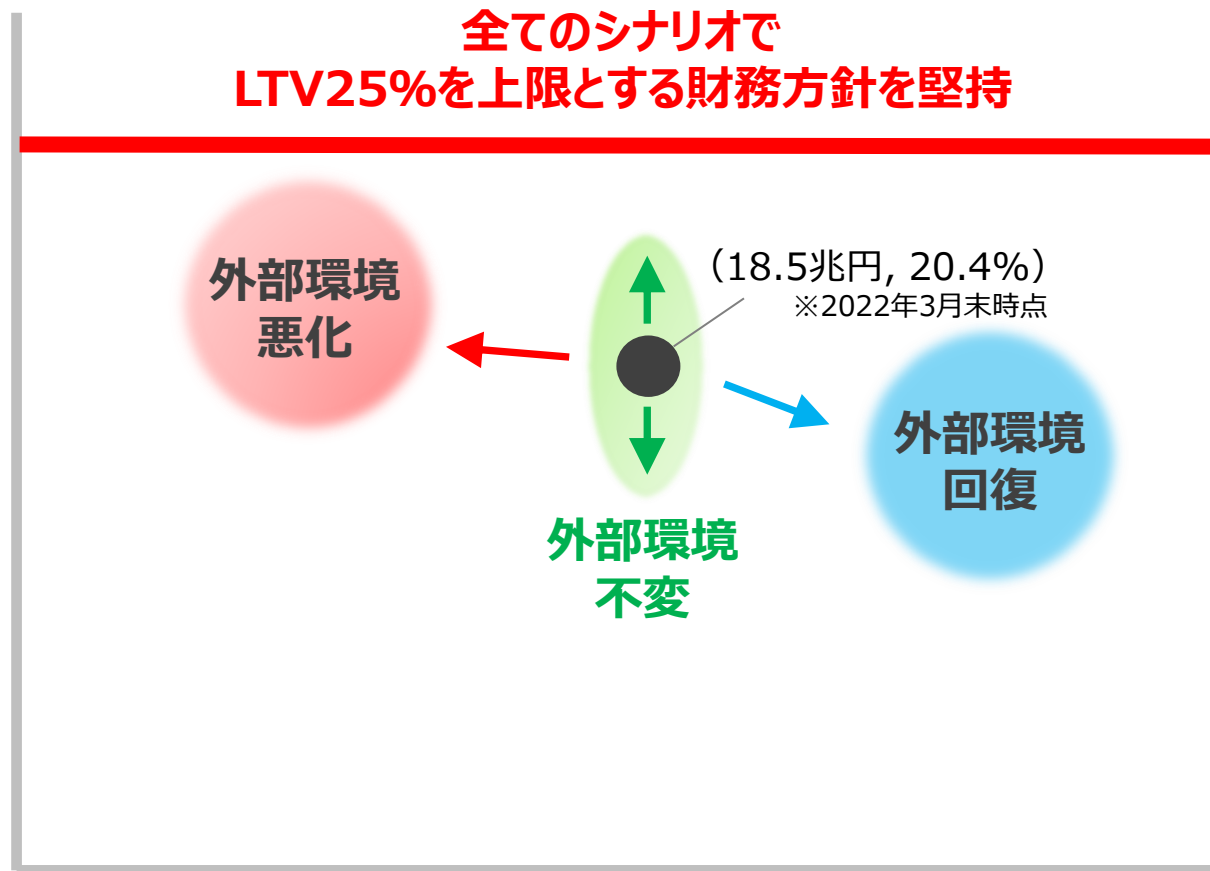 全てのシナリオで
LTV25%を上限とする財務方針を堅持
(18.5兆円, 20.4%)
※2022年3月末時点
外部環境
悪化
外部環境
回復
外部環境
不変